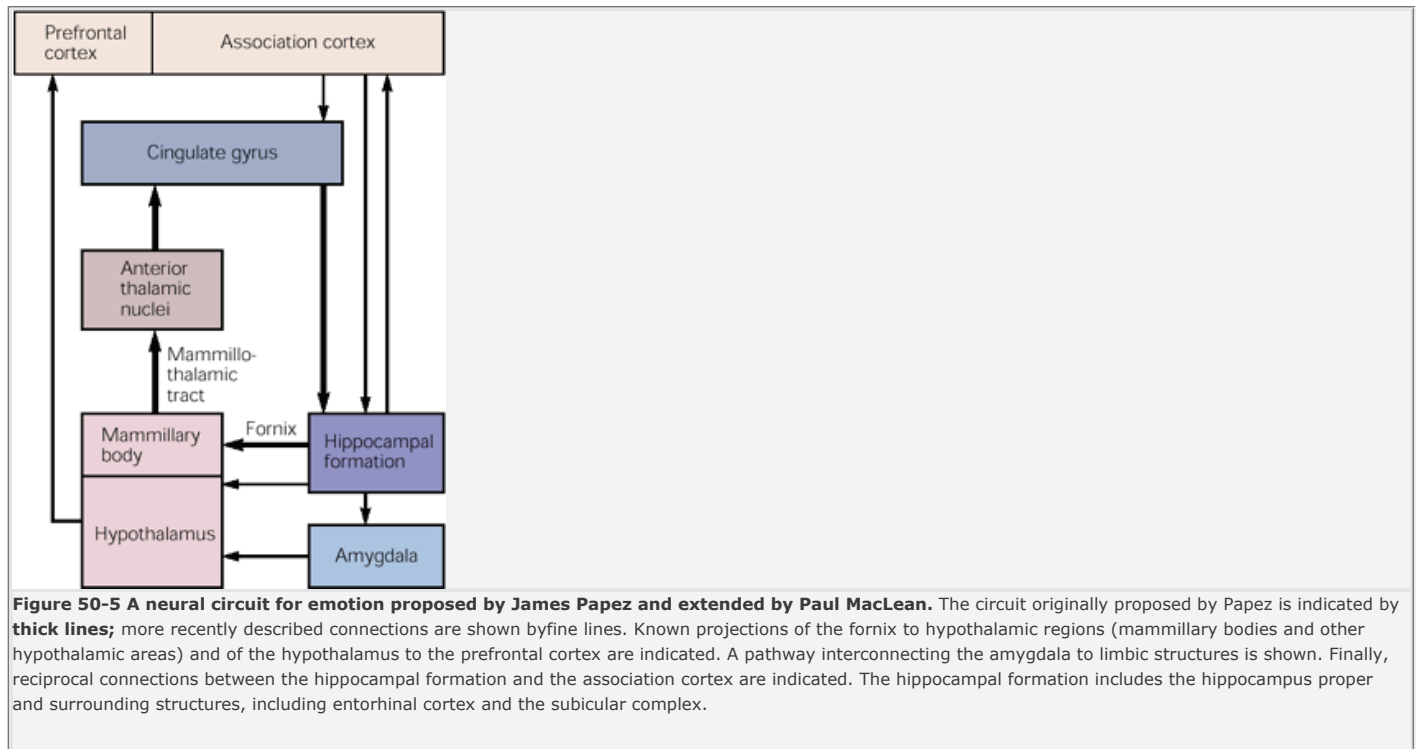 Prefrontal
cortex
Association cortex
Cingulate gyrus
Anterior
thalamic
nuclei
Mammillo-
thalamic
tract
Mammillary
body
Fornix
Hippocampal
formation
Hypothalamus
Amygdala
Figure 50-5 A neural circuit for emotion proposed by James Papez and extended by Paul MacLean. The circuit originally proposed by Papez is indicated by
thick lines; more recently described connections are shown byfine lines. Known projections of the fornix to hypothalamic regions (mammillary bodies and other
hypothalamic areas) and of the hypothalamus to the prefrontal cortex are indicated. A pathway interconnecting the amygdala to limbic structures is shown. Finally,
reciprocal connections between the hippocampal formation and the association cortex are indicated. The hippocampal formation includes the hippocampus proper
and surrounding structures, including entorhinal cortex and the subicular complex.